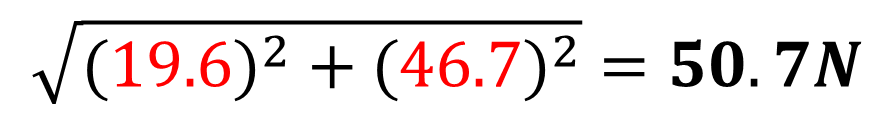 √(19.6)² + (46.7)² = 50.7N